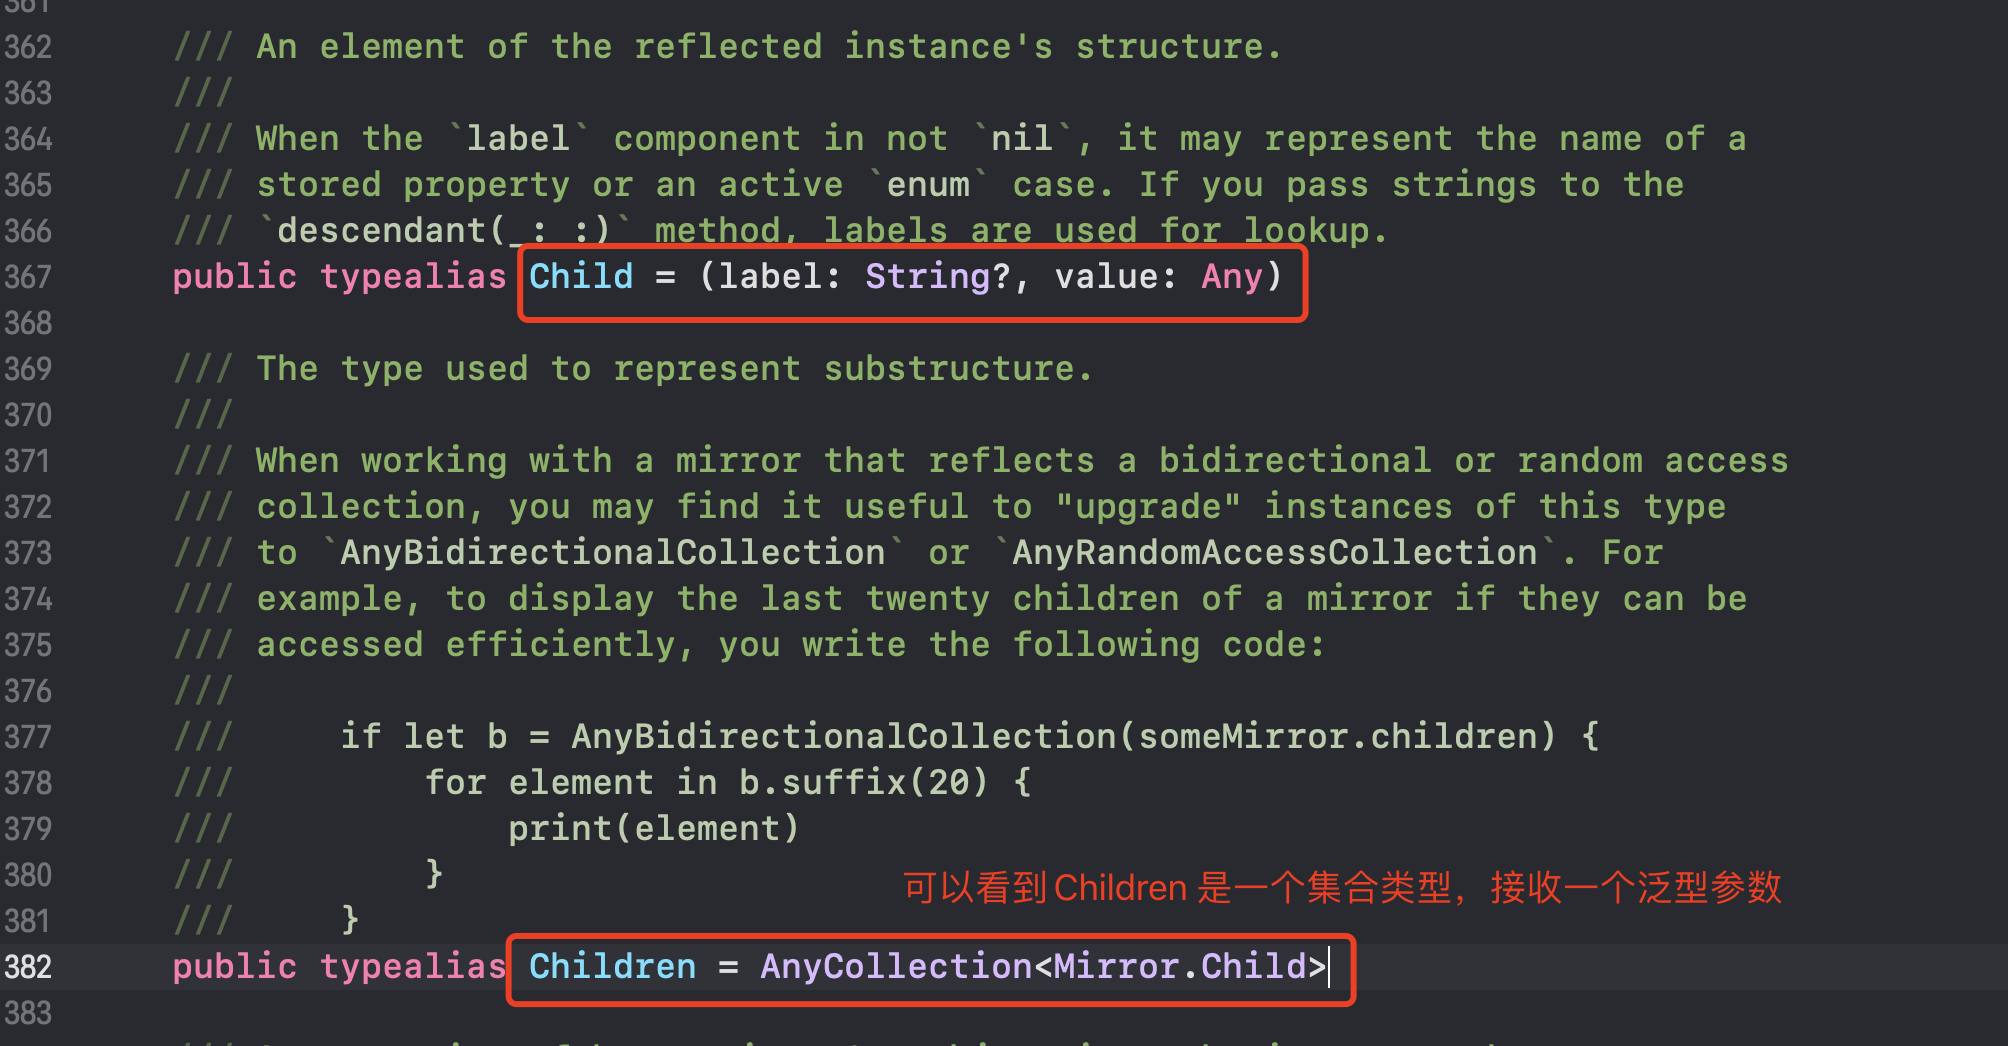 361
362 /// An element of the reflected instance's structure.
363 ///
364 /// When the `label` component in not `nil`, it may represent the name of a
365 /// stored property or an active `enum` case. If you pass strings to the
366 /// `descendant(_:_:)` method, labels are used for lookup.
367 public typealias Child = (label: String?, value: Any)
368
369 /// The type used to represent substructure.
370 ///
371 /// When working with a mirror that reflects a bidirectional or random access
372 /// collection, you may find it useful to "upgrade" instances of this type
373 /// to `AnyBidirectionalCollection` or `AnyRandomAccessCollection`. For
374 /// example, to display the last twenty children of a mirror if they can be
375 /// accessed efficiently, you write the following code:
376 ///
377 ///     if let b = AnyBidirectionalCollection(someMirror.children) {
378 ///         for element in b.suffix(20) {
379 ///             print(element)
380 ///         }
可以看到Children 是一个集合类型，接收一个泛型参数
381 ///     }
382 public typealias Children = AnyCollection<Mirror.Child>
383